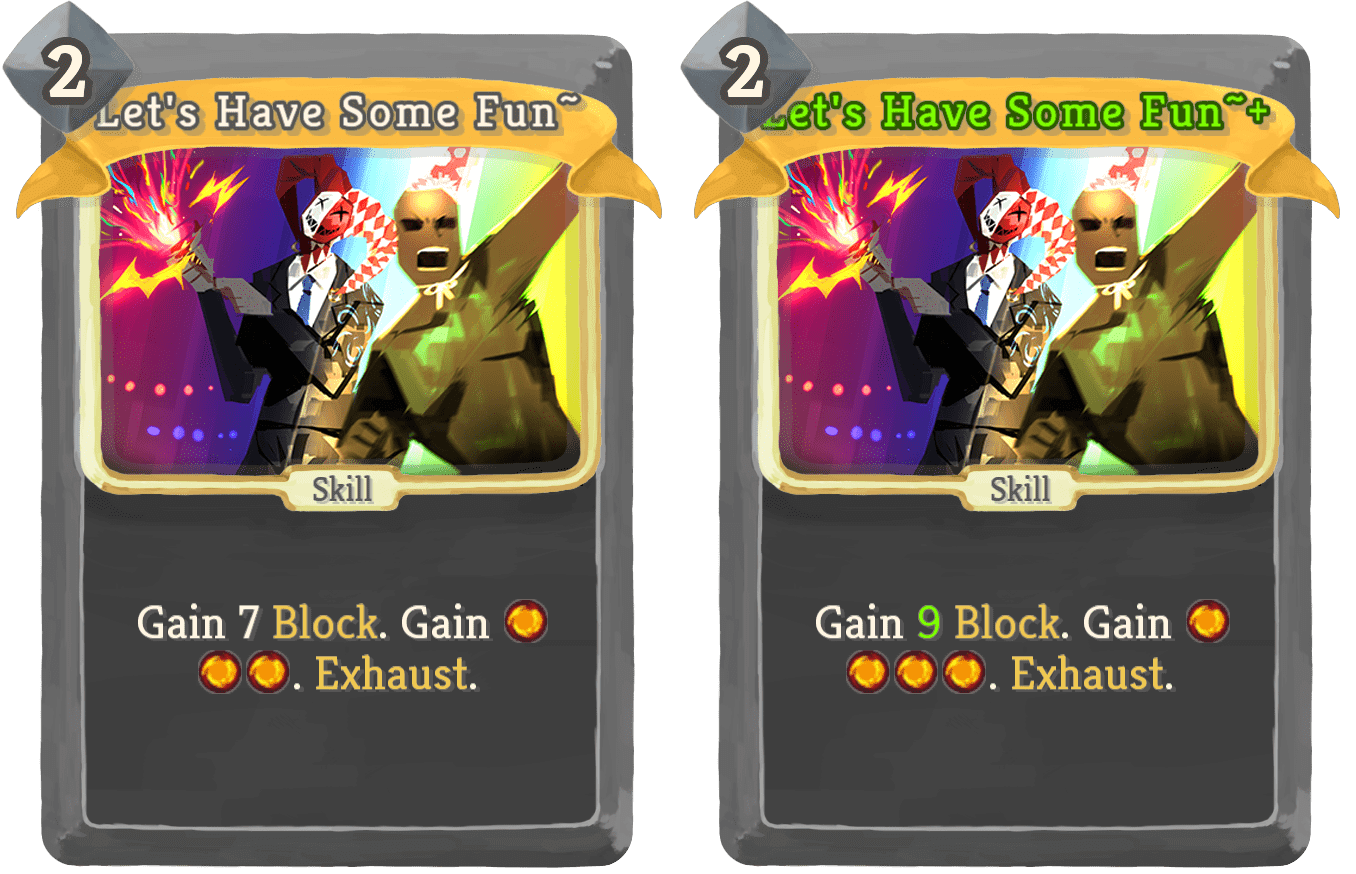 2
Let's Have Some Fun~
Skill
Gain 7 Block. Gain
. Exhaust.
2
Let's Have Some Fun~+
Skill
Gain 9 Block. Gain
. Exhaust.